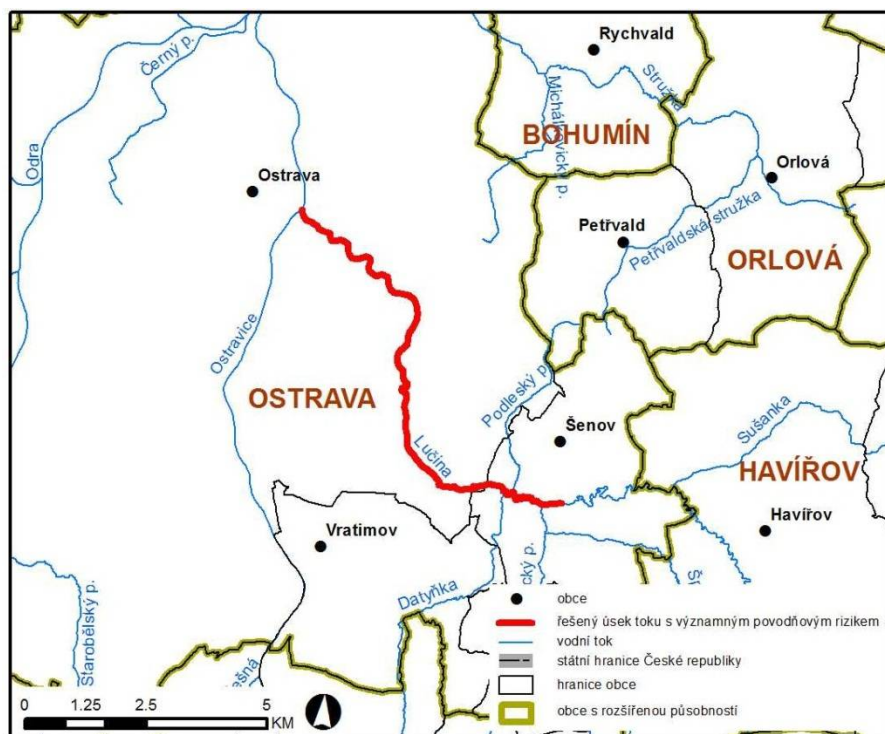 Rychvald
Černý p.
Stružka
Michálkovický p.
BOHUMÍN
Odra
Ostrava
Orlová
Petřvald
Petřvaldská stružka
ORLOVÁ
Ostravice
OSTRAVA
Podleský p.
Šenov
Sušanka
Lučina
HAVÍŘOV
Havířov
Vratimov
Datyňka
Starobělský p.
obce
řešený úsek toku s významným povodňovým rizikem
vodní tok
státní hranice České republiky
hranice obce
obce s rozšířenou působností
0 1.25 2.5 5
KM